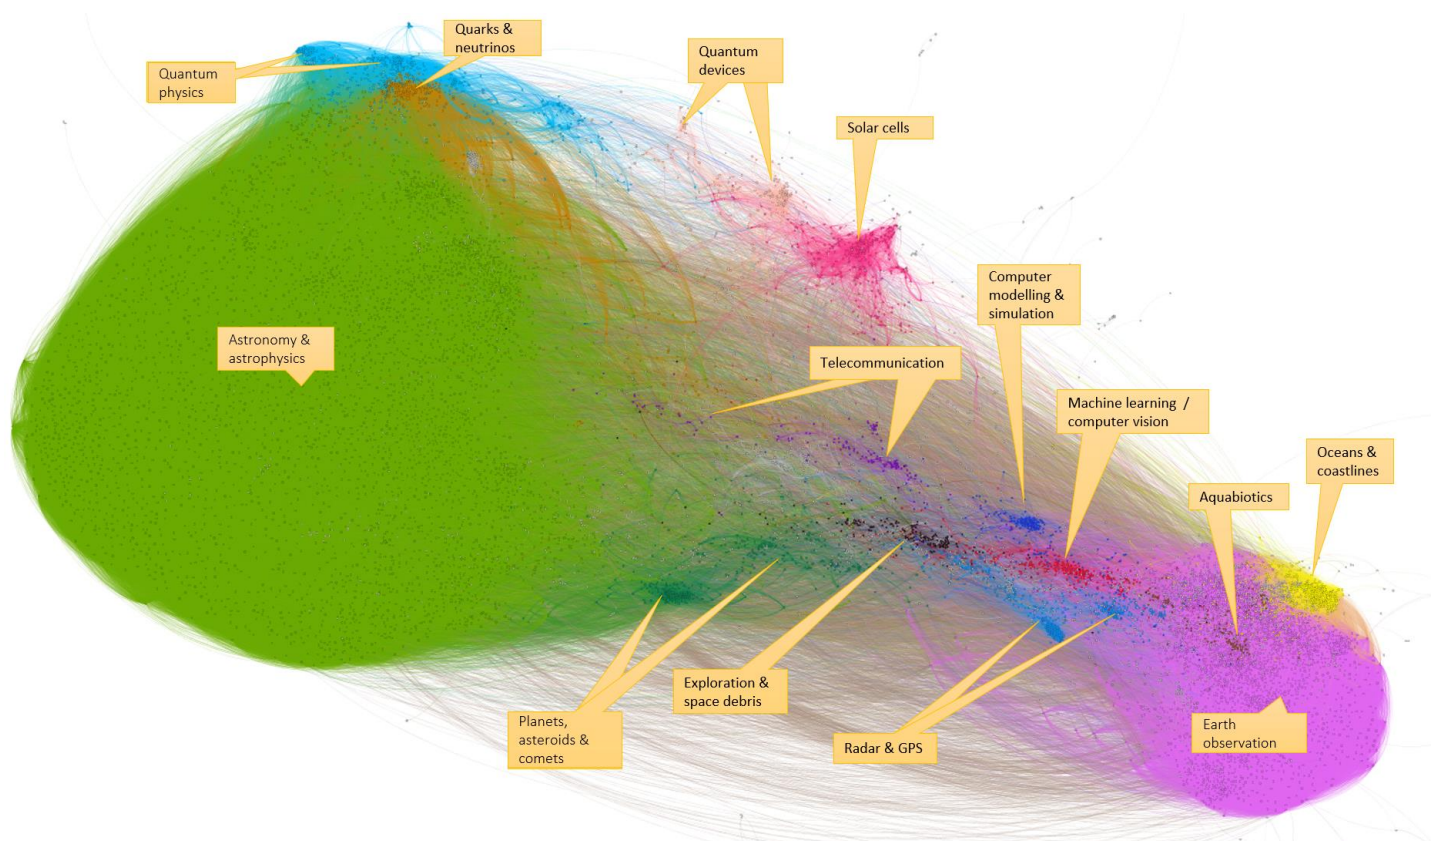 Quarks &
neutrinos
Quantum
physics
Quantum
devices
Solar cells
Computer
modelling &
simulation
Astronomy &
astrophysics
Telecommunication
Machine learning /
computer vision
Oceans &
coastlines
Aquabiotics
Exploration &
space debris
Planets,
asteroids &
comets
Radar & GPS
Earth
observation